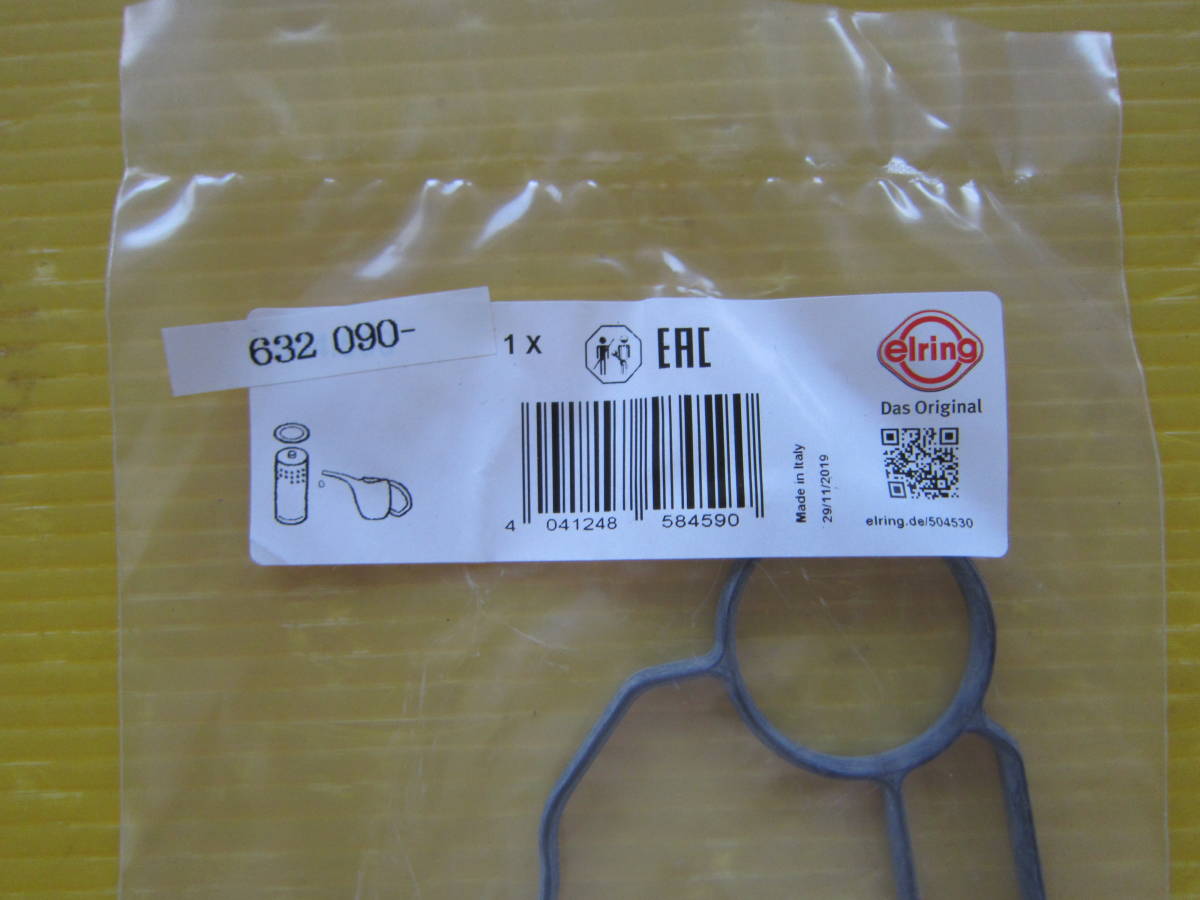 632 090-
1 X
EAC
elring
Das Original
4 041248 584590
Made in Italy
29/11/2019
elring.de/504530